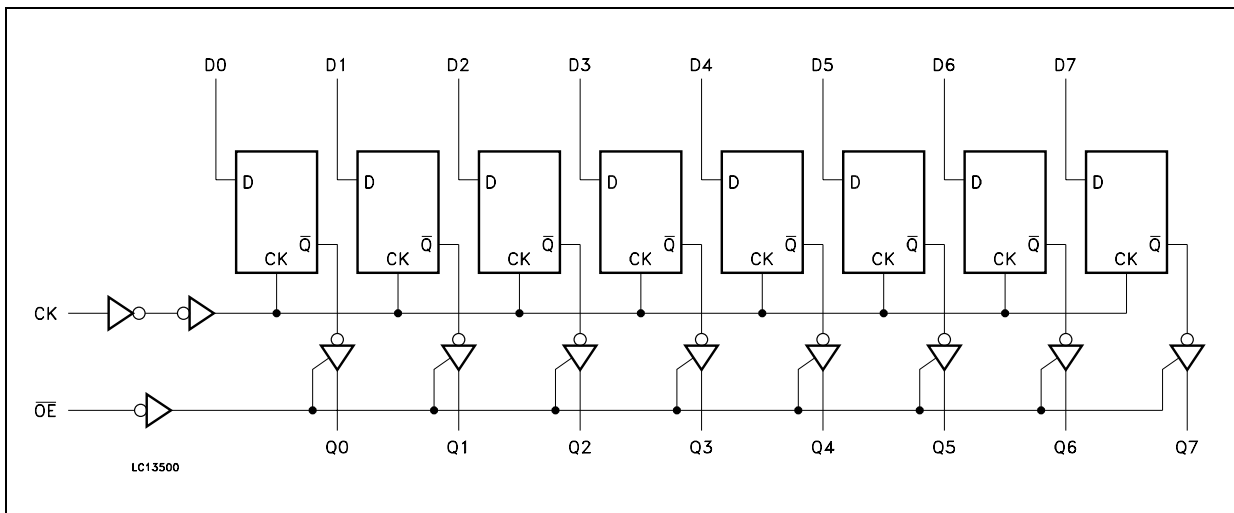 D0 D1 D2 D3 D4 D5 D6 D7
D D D D D D D D
Q̅ Q̅ Q̅ Q̅ Q̅ Q̅ Q̅ Q̅
CK CK CK CK CK CK CK CK
CK
O̅E̅
Q0 Q1 Q2 Q3 Q4 Q5 Q6 Q7
LC13500